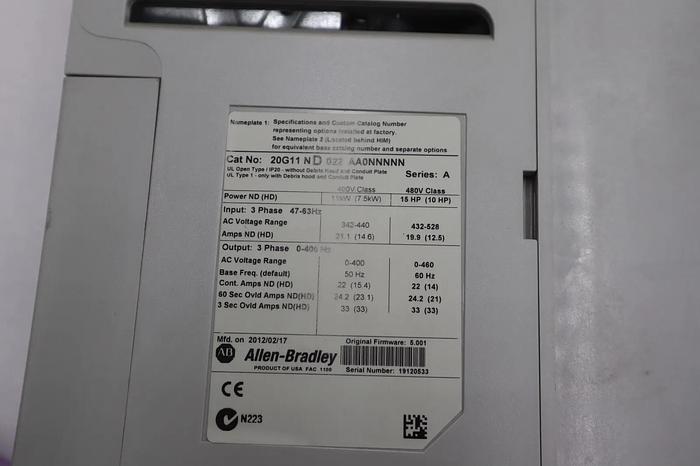 Nameplate 1: Specifications and Custom Catalog Number
representing options installed at factory.
See Nameplate 2 (Located behind HIM)
for equivalent base catalog number and separate options
Cat No: 20G11 ND 022 AA0NNNNN
UL Open Type / IP20 - without Debris hood and Conduit Plate
UL Type 1 - only with Debris hood and Conduit Plate
Series: A
400V Class 480V Class
Power ND (HD) 11kW (7.5kW) 15 HP (10 HP)
Input: 3 Phase 47-63Hz
AC Voltage Range 342-440 432-528
Amps ND (HD) 21.1 (14.6) 19.9 (12.5)
Output: 3 Phase 0-400 Hz
AC Voltage Range 0-400 0-460
Base Freq. (default) 50 Hz 60 Hz
Cont. Amps ND (HD) 22 (15.4) 22 (14)
60 Sec Ovld Amps ND(HD) 24.2 (23.1) 24.2 (21)
3 Sec Ovld Amps ND(HD) 33 (33) 33 (33)
Mfd. on 2012/02/17 Original Firmware: 5.001
AB Allen-Bradley
PRODUCT OF USA FAC 1100 Serial Number: 19120533
CE
N223